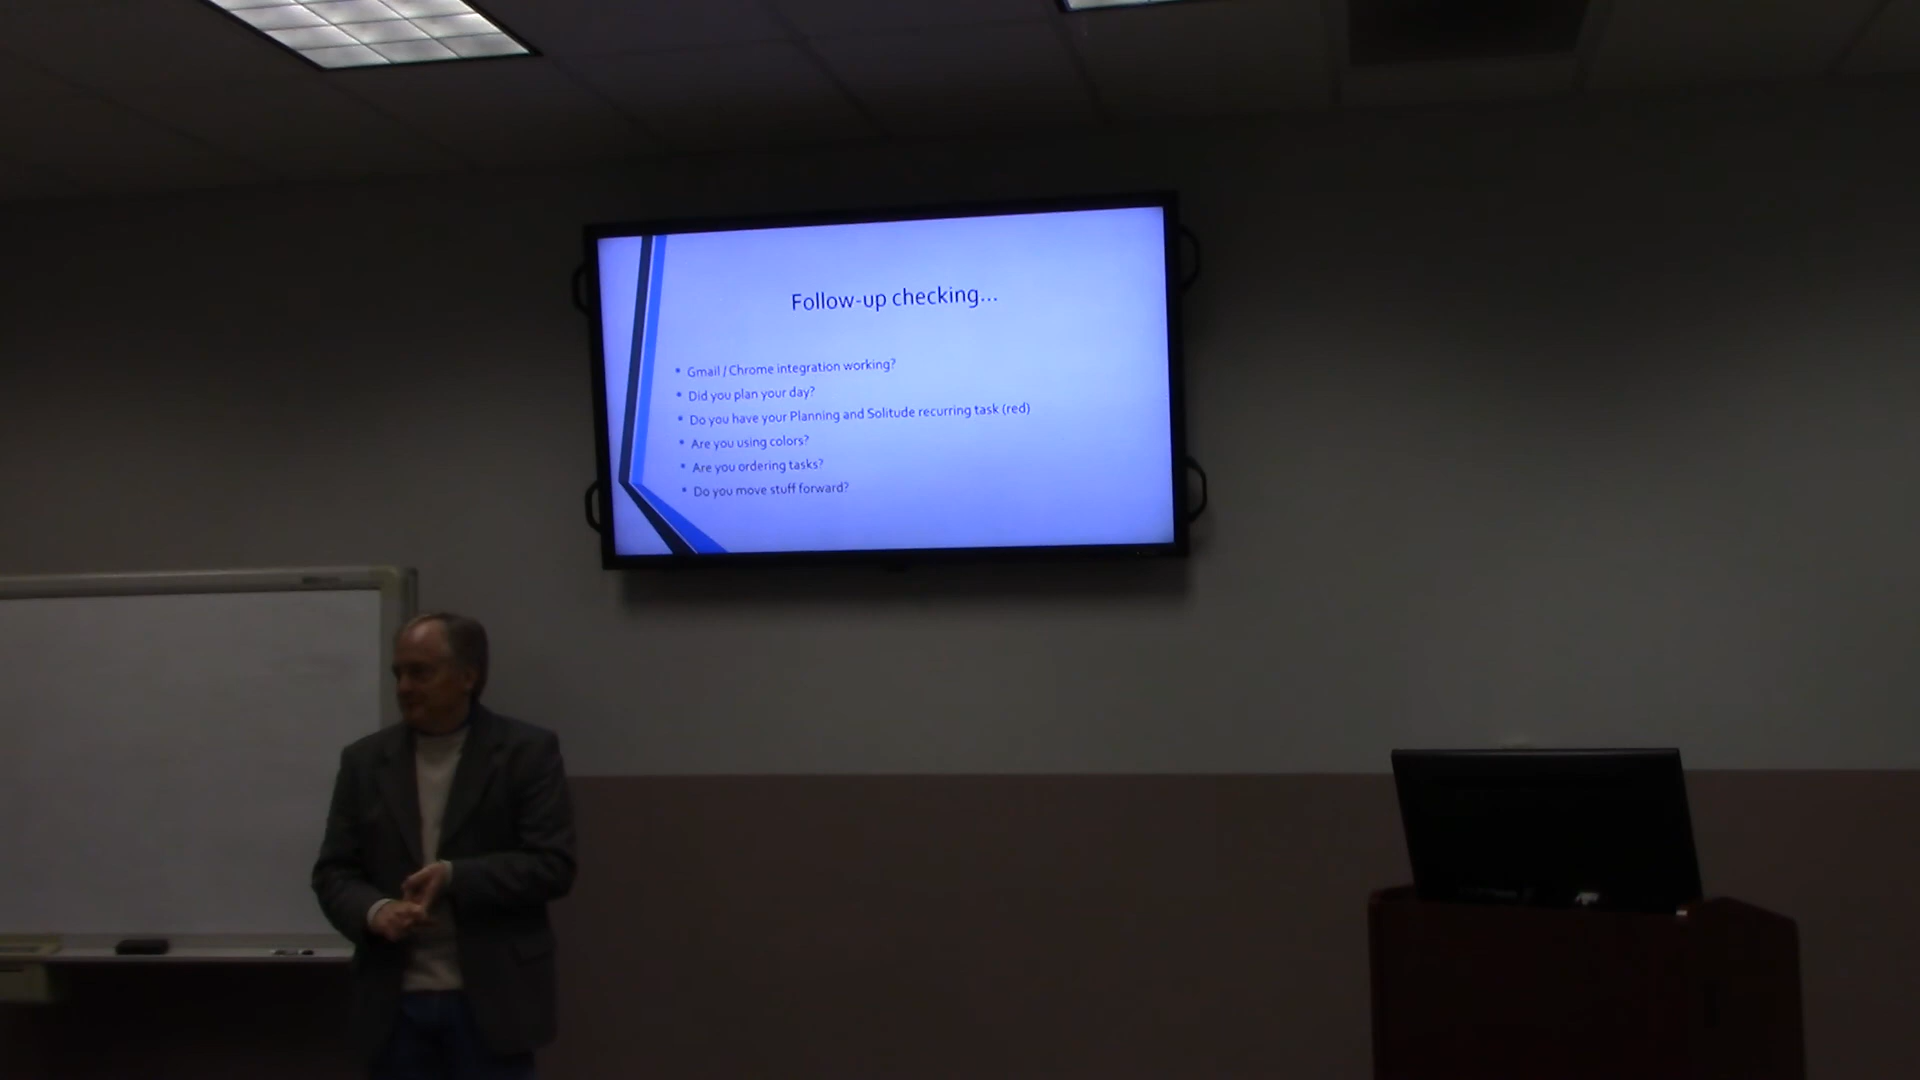 Follow-up checking...
Gmail / Chrome integration working?
Did you plan your day?
Do you have your Planning and Solitude recurring task (red)
Are you using colors?
Are you ordering tasks?
Do you move stuff forward?